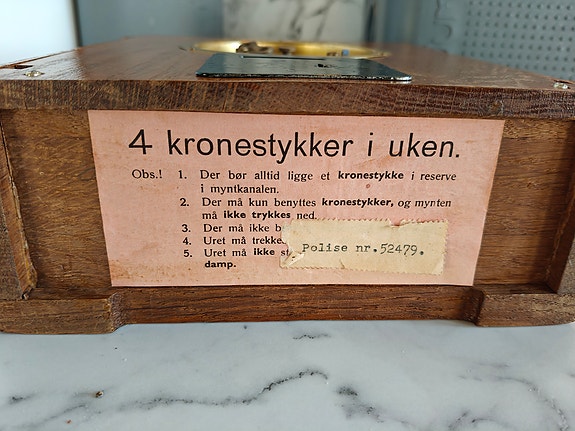 4 kronestykker i uken.
Obs.! 1. Der bør alltid ligge et kronestykke i reserve
i myntkanalen.
2. Der må kun benyttes kronestykker, og mynten
må ikke trykkes ned.
3. Der må ikke b
4. Uret må trekke
5. Uret må ikke st
damp.
Polise nr.52479.